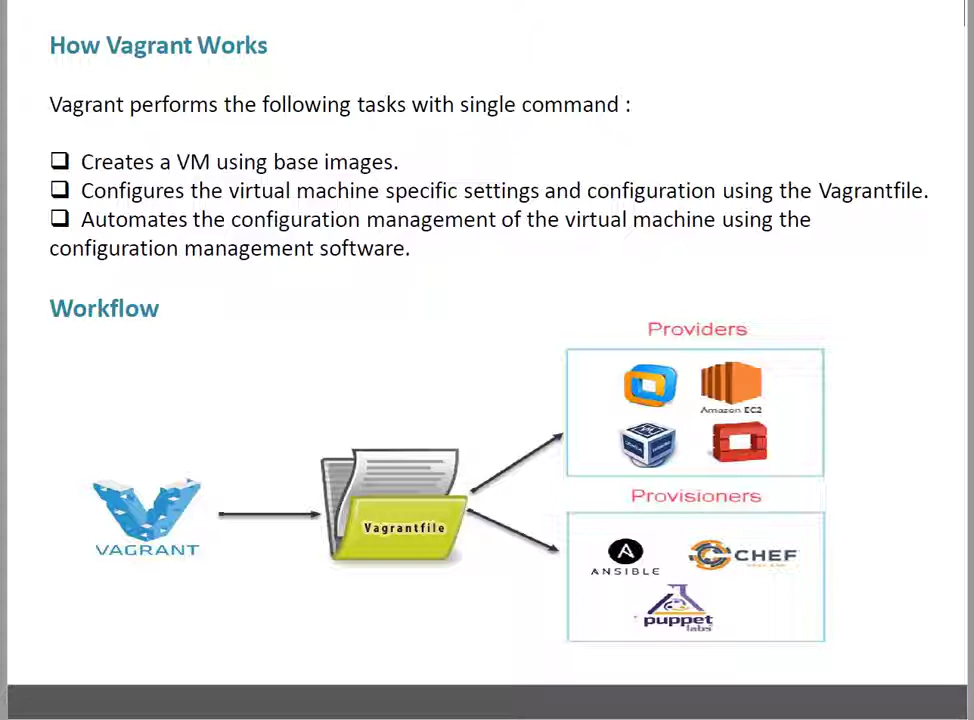 How Vagrant Works
Vagrant performs the following tasks with single command :
Creates a VM using base images.
Configures the virtual machine specific settings and configuration using the Vagrantfile.
Automates the configuration management of the virtual machine using the
configuration management software.
Workflow
Providers
Amazon EC2
VAGRANT
Vagrantfile
Provisioners
ANSIBLE
CHEF
puppet
labs